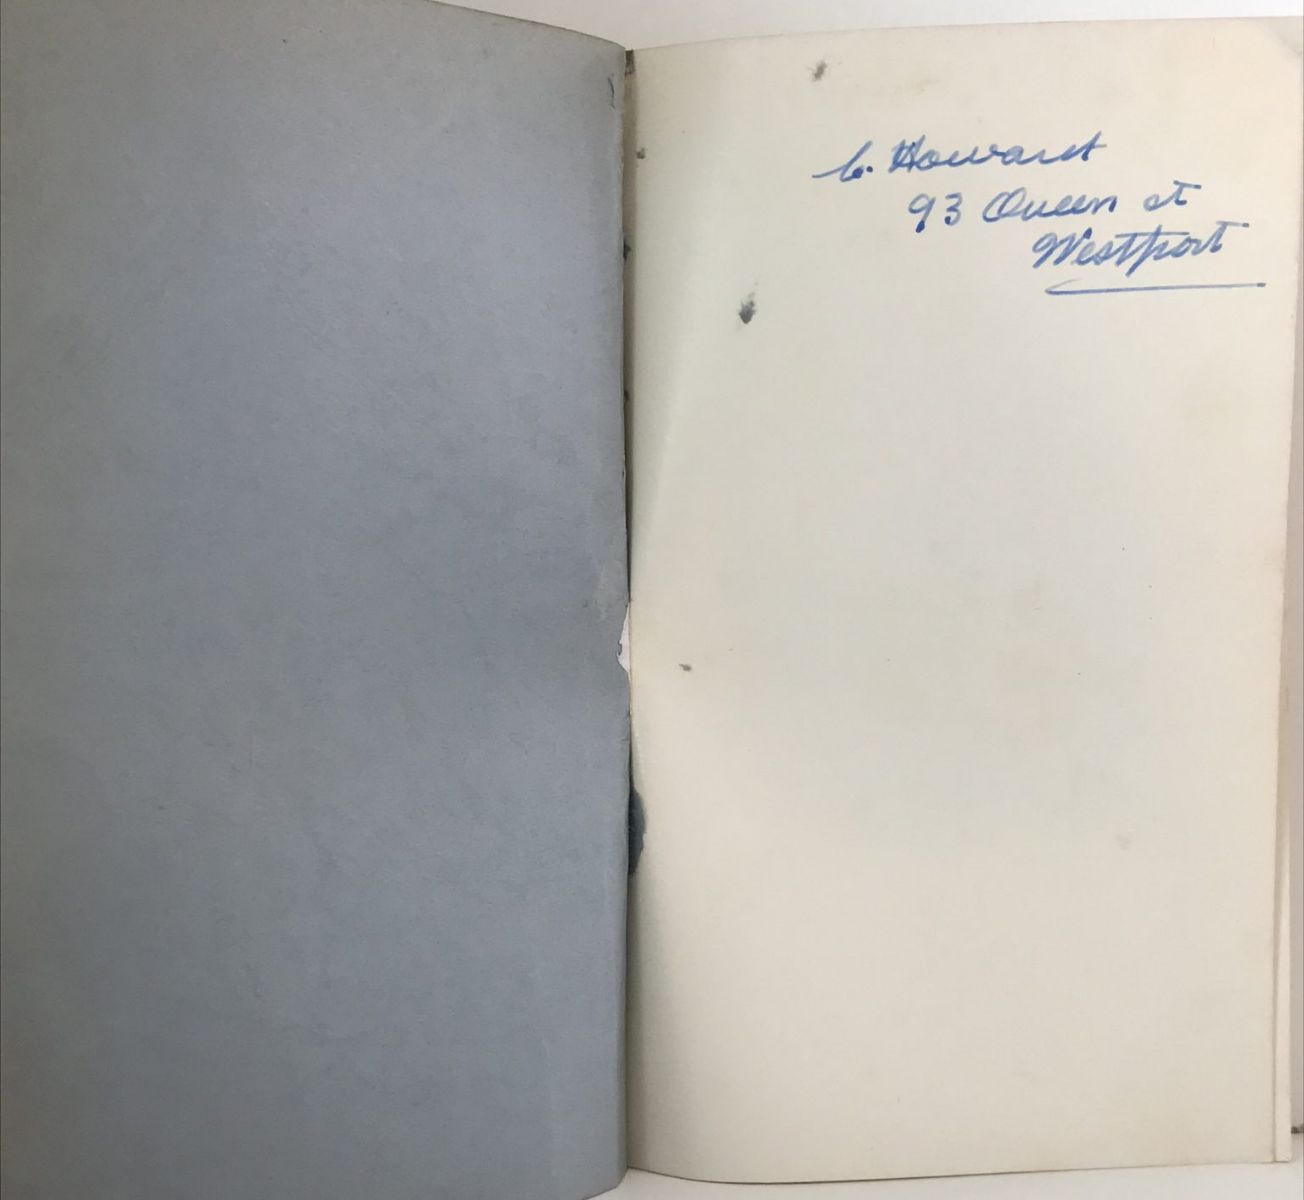 C. Howard
93 Queen st
Westport